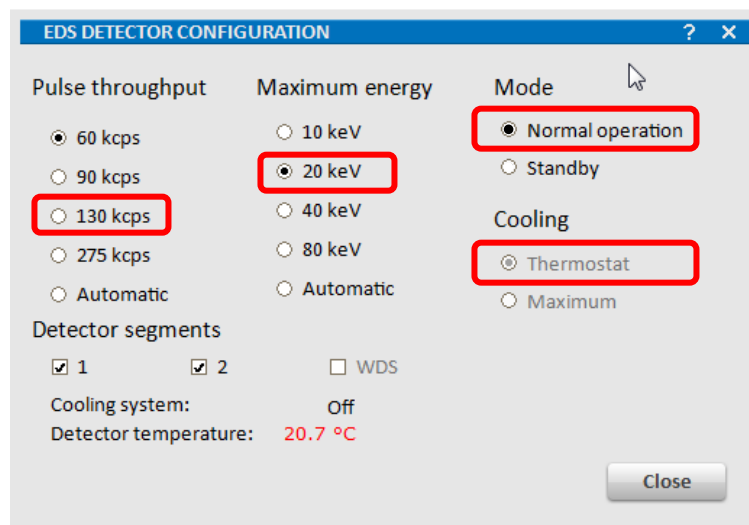 EDS DETECTOR CONFIGURATION ? ×
Pulse throughput
60 kcps
90 kcps
130 kcps
275 kcps
Automatic
Maximum energy
10 keV
20 keV
40 keV
80 keV
Automatic
Mode
Normal operation
Standby
Cooling
Thermostat
Maximum
Detector segments
1 2 WDS
Cooling system: Off
Detector temperature: 20.7 °C
Close